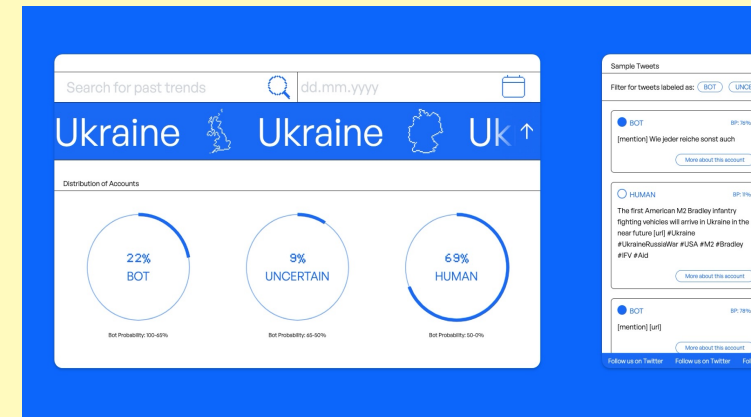 Search for past trends
dd.mm.yyyy
Ukraine Ukraine Uk
Distribution of Accounts
22%
BOT
9%
UNCERTAIN
69%
HUMAN
Bot Probability: 100-65%
Bot Probability: 65-50%
Bot Probability: 50-0%
Sample Tweets
Filter for tweets labeled as: BOT UNCE
BOT
[mention] Wie jeder reiche sonst auch
More about this account
HUMAN
The first American M2 Bradley infantry
fighting vehicles will arrive in Ukraine in the
near future [url] #Ukraine
#UkraineRussiaWar #USA #M2 #Bradley
#IFV #Aid
More about this account
BOT
[mention] [url]
More about this account
Follow us on Twitter Follow us on Twitter